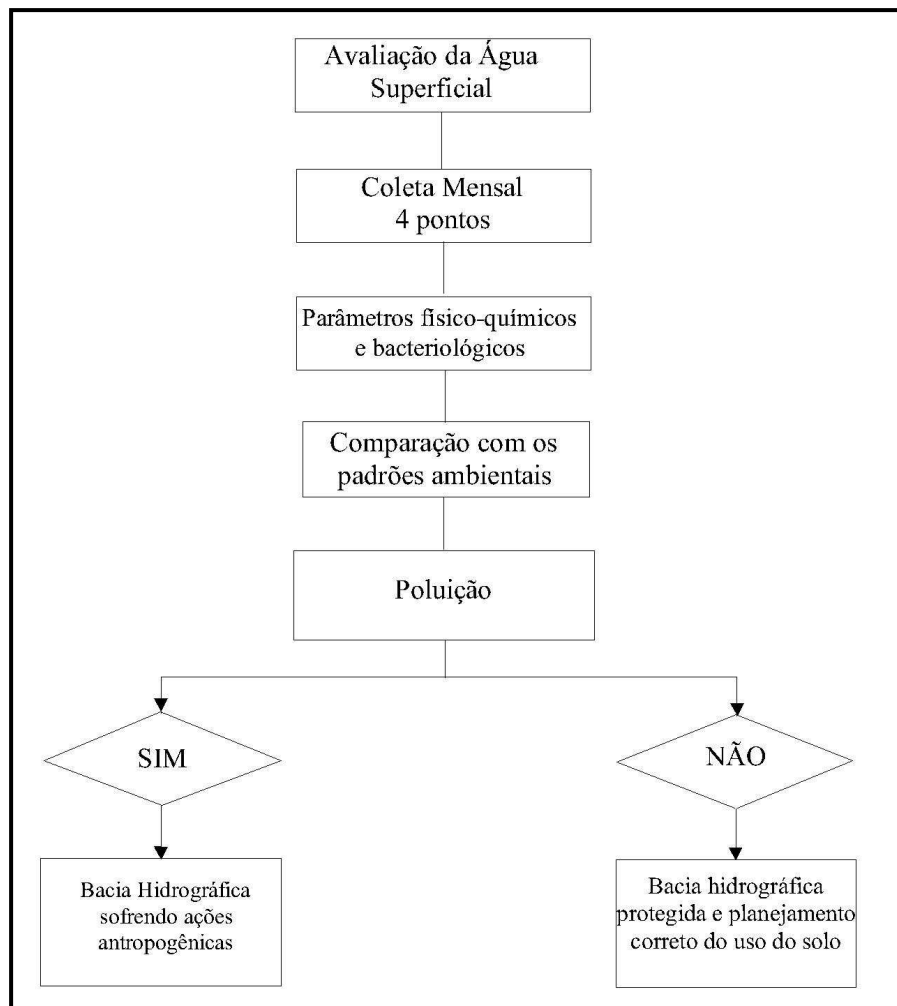 Avaliação da Água
Superficial
Coleta Mensal
4 pontos
Parâmetros físico-químicos
e bacteriológicos
Comparação com os
padrões ambientais
Poluição
SIM
NÃO
Bacia Hidrográfica
sofrendo ações
antropogênicas
Bacia hidrográfica
protegida e planejamento
correto do uso do solo